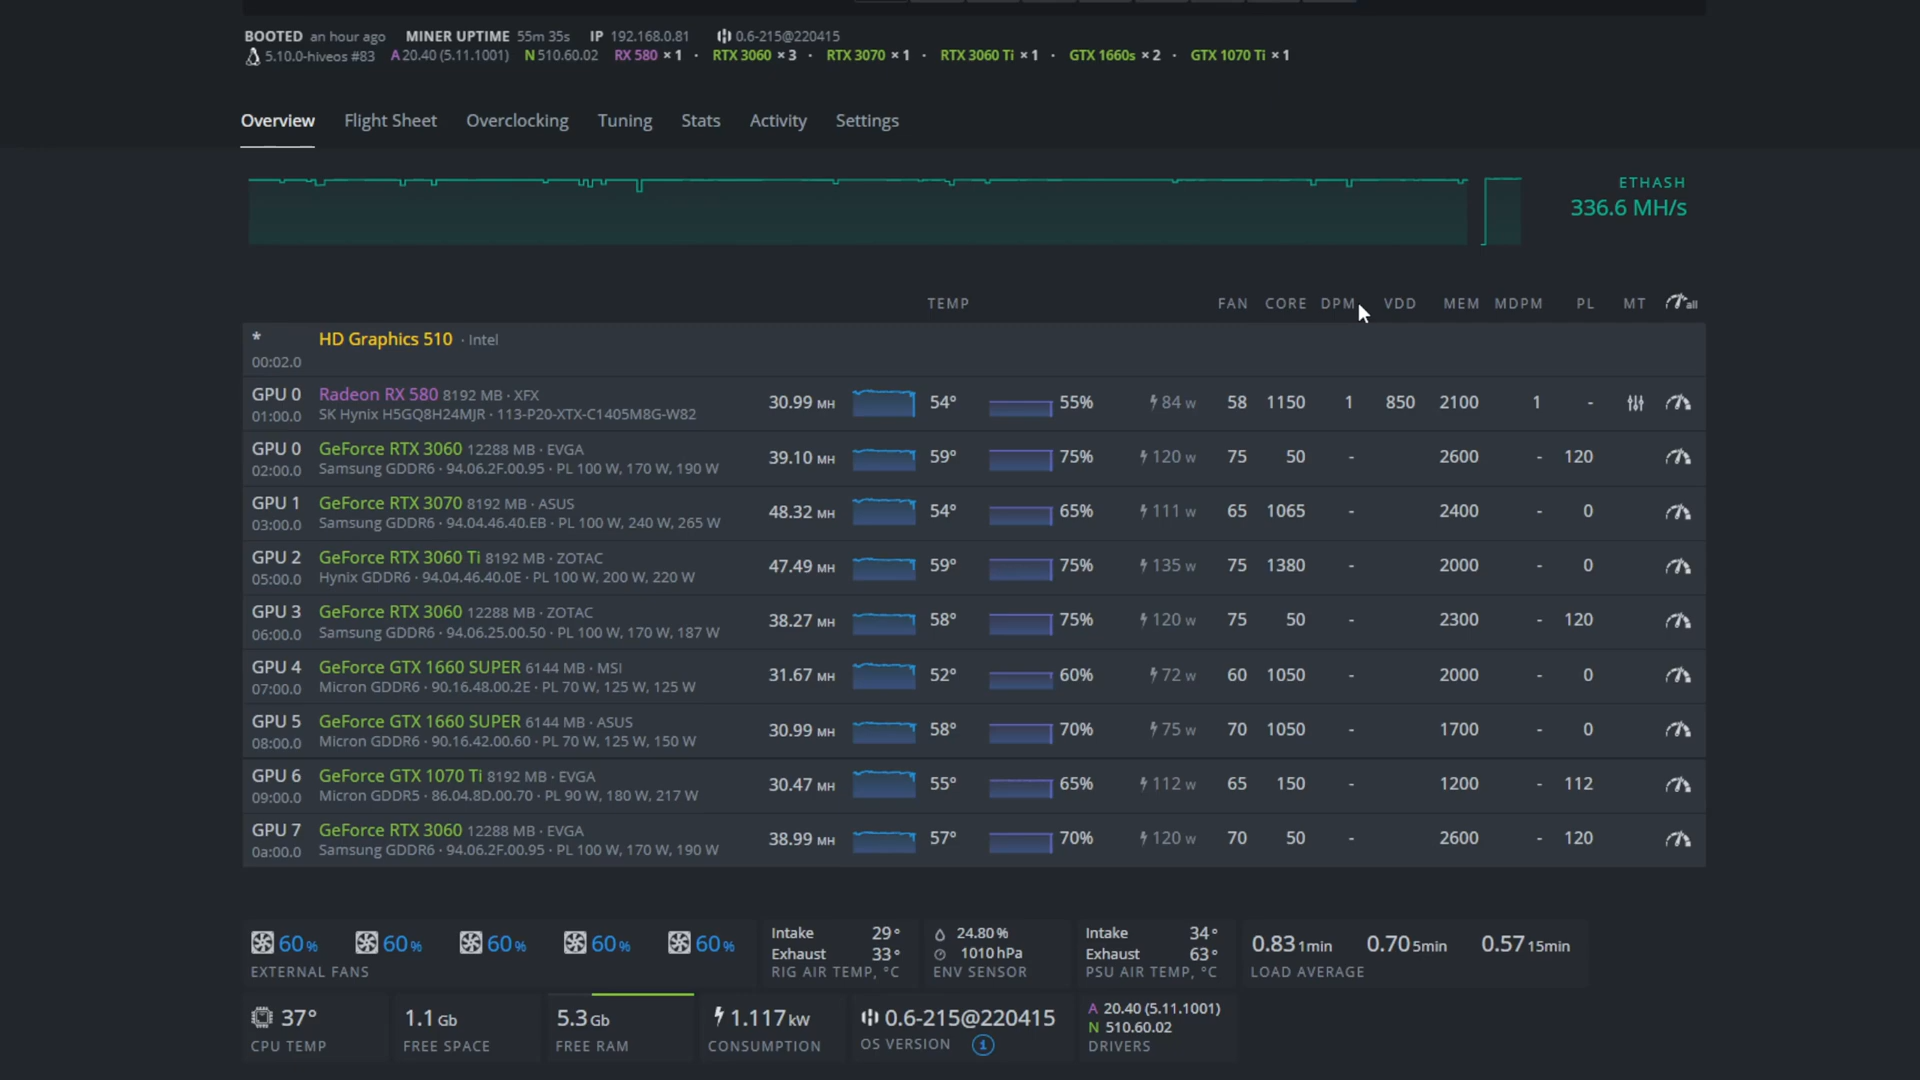 BOOTED an hour ago MINER UPTIME 55m 35s IP 192.168.0.81 0.6-215@220415
5.10.0-hiveos #83 A 20.40 (5.11.1001) N 510.60.02 RX 580 × 1 · RTX 3060 × 3 · RTX 3070 × 1 · RTX 3060 Ti × 1 · GTX 1660s × 2 · GTX 1070 Ti × 1
Overview Flight Sheet Overclocking Tuning Stats Activity Settings
ETHASH
336.6 MH/s
TEMP FAN CORE DPM VDD MEM MDPM PL MT all
* HD Graphics 510 · Intel
00:02.0
GPU 0 Radeon RX 580 8192 MB · XFX 30.99 MH 54° 55% 84 W 58 1150 1 850 2100 1 -
01:00.0 SK Hynix H5GQ8H24MJR · 113-P20-XTX-C1405M8G-W82
GPU 0 GeForce RTX 3060 12288 MB · EVGA 39.10 MH 59° 75% 120 W 75 50 - 2600 - 120
02:00.0 Samsung GDDR6 · 94.06.2F.00.95 · PL 100 W, 170 W, 190 W
GPU 1 GeForce RTX 3070 8192 MB · ASUS 48.32 MH 54° 65% 111 W 65 1065 - 2400 - 0
03:00.0 Samsung GDDR6 · 94.04.46.40.EB · PL 100 W, 240 W, 265 W
GPU 2 GeForce RTX 3060 Ti 8192 MB · ZOTAC 47.49 MH 59° 75% 135 W 75 1380 - 2000 - 0
05:00.0 Hynix GDDR6 · 94.04.46.40.0E · PL 100 W, 200 W, 220 W
GPU 3 GeForce RTX 3060 12288 MB · ZOTAC 38.27 MH 58° 75% 120 W 75 50 - 2300 - 120
06:00.0 Samsung GDDR6 · 94.06.25.00.50 · PL 100 W, 170 W, 187 W
GPU 4 GeForce GTX 1660 SUPER 6144 MB · MSI 31.67 MH 52° 60% 72 W 60 1050 - 2000 - 0
07:00.0 Micron GDDR6 · 90.16.48.00.2E · PL 70 W, 125 W, 125 W
GPU 5 GeForce GTX 1660 SUPER 6144 MB · ASUS 30.99 MH 58° 70% 75 W 70 1050 - 1700 - 0
08:00.0 Micron GDDR6 · 90.16.42.00.60 · PL 70 W, 125 W, 150 W
GPU 6 GeForce GTX 1070 Ti 8192 MB · EVGA 30.47 MH 55° 65% 112 W 65 150 - 1200 - 112
09:00.0 Micron GDDR5 · 86.04.8D.00.70 · PL 90 W, 180 W, 217 W
GPU 7 GeForce RTX 3060 12288 MB · EVGA 38.99 MH 57° 70% 120 W 70 50 - 2600 - 120
0a:00.0 Samsung GDDR6 · 94.06.2F.00.95 · PL 100 W, 170 W, 190 W
60 % 60 % 60 % 60 % 60 %
EXTERNAL FANS
Intake 29°
Exhaust 33°
RIG AIR TEMP, °C
24.80 %
1010 hPa
ENV SENSOR
Intake 34°
Exhaust 63°
PSU AIR TEMP, °C
0.83 1min 0.70 5min 0.57 15min
LOAD AVERAGE
37°
CPU TEMP
1.1 Gb
FREE SPACE
5.3 Gb
FREE RAM
1.117 kW
CONSUMPTION
0.6-215@220415
OS VERSION 1
A 20.40 (5.11.1001)
N 510.60.02
DRIVERS